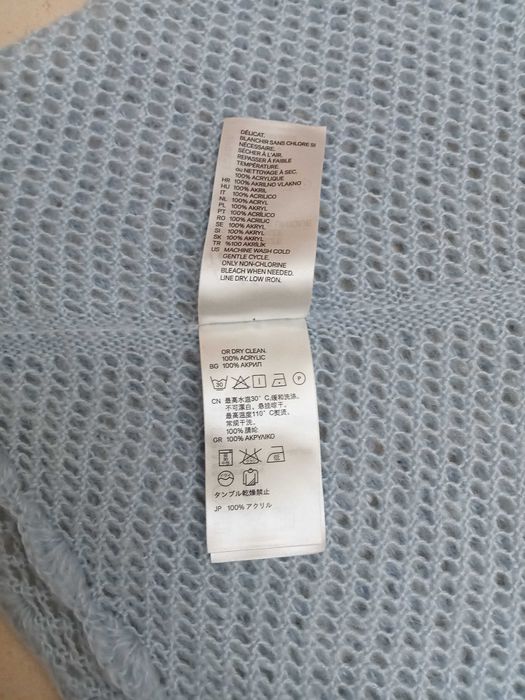 DÉLICAT.
BLANCHIR SANS CHLORE SI
NÉCESSAIRE.
SÉCHER À L'AIR.
REPASSER À FAIBLE
TEMPÉRATURE.
ou NETTOYAGE À SEC.
100% ACRYLIQUE
HR 100% AKRILNO VLAKNO
HU 100% AKRIL
IT 100% ACRILICO
NL 100% ACRYL
PL 100% AKRYL
PT 100% ACRÍLICO
RO 100% ACRILIC
SE 100% AKRYL
SI 100% AKRIL
SK 100% AKRYL
TR %100 AKRİLİK
US MACHINE WASH COLD
GENTLE CYCLE.
ONLY NON-CHLORINE
BLEACH WHEN NEEDED.
LINE DRY, LOW IRON.
OR DRY CLEAN.
100% ACRYLIC
BG 100% АКРИЛ
30 P
CN 最高水温30°C,缓和洗涤,
不可漂白, 悬挂晾干,
最高温度110°C熨烫,
常规干洗.
100% 腈纶
GR 100% ΑΚΡΥΛΙΚΟ
タンブル乾燥禁止
JP 100% アクリル